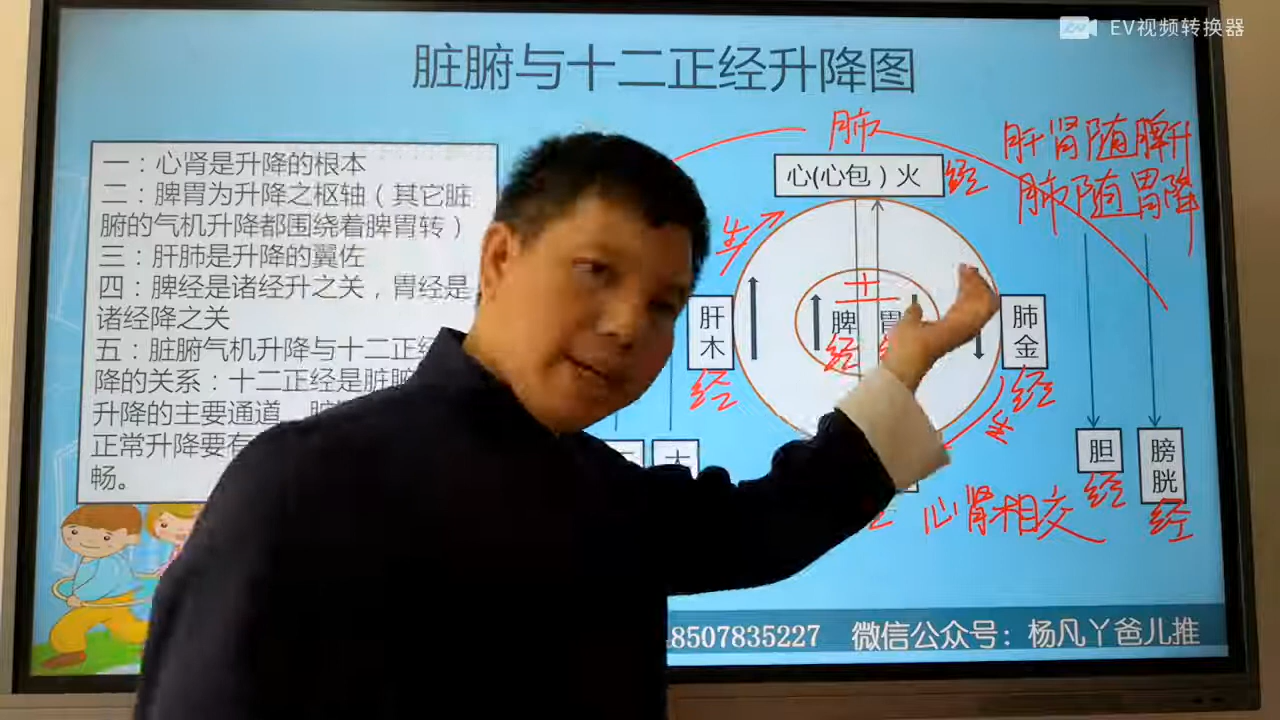 EV视频转换器
脏腑与十二正经升降图
一：心肾是升降的根本
二：脾胃为升降之枢轴（其它脏
腑的气机升降都围绕着脾胃转）
三：肝肺是升降的翼佐
四：脾经是诸经升之关，胃经是
诸经降之关
五：脏腑气机升降与十二正经
降的关系：十二正经是脏腑
升降的主要通道
正常升降要有
畅。
肺
心(心包）火
经
肝肾随脾升
肺随胃降
土
脾
胃
经
肝
木
经
肺
金
经
胆
经
膀
胱
经
心肾相交
8507835227
微信公众号：杨凡丫爸儿推